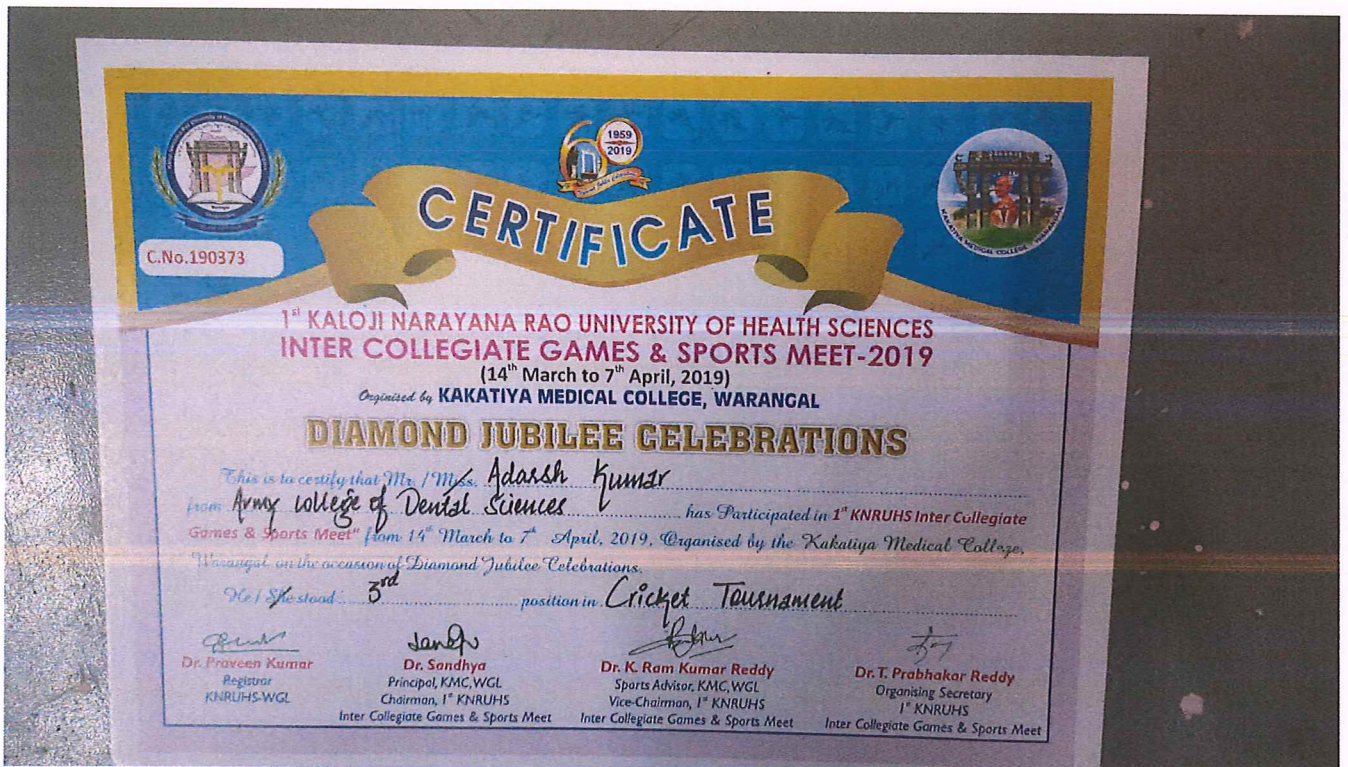 1959
2019
CERTIFICATE
KAKATIYA MEDICAL COLLEGE, WARANGAL
C.No.190373
1st KALOJI NARAYANA RAO UNIVERSITY OF HEALTH SCIENCES
INTER COLLEGIATE GAMES & SPORTS MEET-2019
(14th March to 7th April, 2019)
Orginised by KAKATIYA MEDICAL COLLEGE, WARANGAL
DIAMOND JUBILEE CELEBRATIONS
This is to certify that Mr. / Miss. Adarsh Kumar
from Army college of Dental Sciences has Participated in 1st KNRUHS Inter Collegiate
Games & Sports Meet" from 14th March to 7th April, 2019, Organised by the Kakatiya Medical College,
Warangal on the occasion of Diamond Jubilee Celebrations.
He / She stood 3rd position in Cricket Tournament
Dr. Praveen Kumar
Registrar
KNRUHS-WGL
Dr. Sandhya
Principal, KMC, WGL
Chairman, 1st KNRUHS
Inter Collegiate Games & Sports Meet
Dr. K. Ram Kumar Reddy
Sports Advisor, KMC, WGL
Vice-Chairman, 1st KNRUHS
Inter Collegiate Games & Sports Meet
Dr. T. Prabhakar Reddy
Organising Secretary
1st KNRUHS
Inter Collegiate Games & Sports Meet